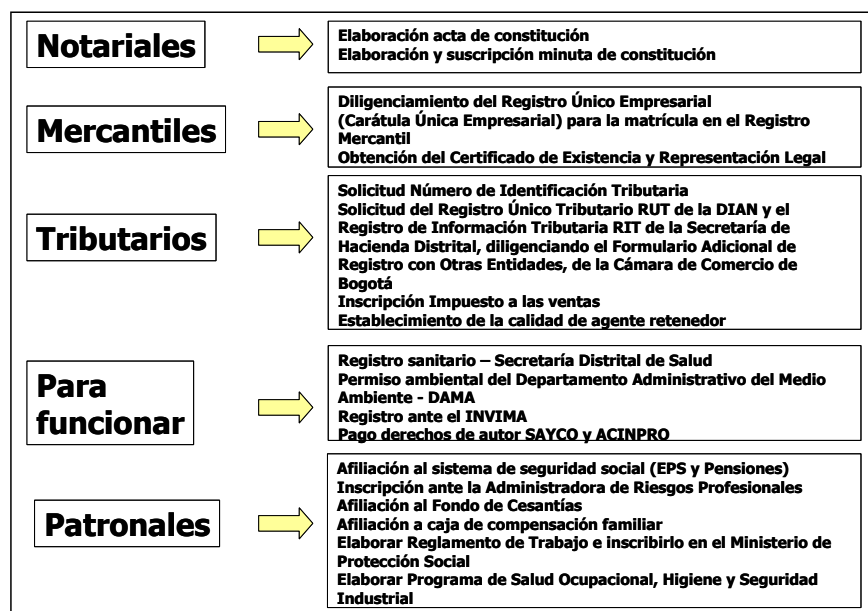 Notariales
Elaboración acta de constitución
Elaboración y suscripción minuta de constitución
Mercantiles
Diligenciamiento del Registro Único Empresarial
(Carátula Única Empresarial) para la matrícula en el Registro
Mercantil
Obtención del Certificado de Existencia y Representación Legal
Tributarios
Solicitud Número de Identificación Tributaria
Solicitud del Registro Único Tributario RUT de la DIAN y el
Registro de Información Tributaria RIT de la Secretaría de
Hacienda Distrital, diligenciando el Formulario Adicional de
Registro con Otras Entidades, de la Cámara de Comercio de
Bogotá
Inscripción Impuesto a las ventas
Establecimiento de la calidad de agente retenedor
Para
funcionar
Registro sanitario – Secretaría Distrital de Salud
Permiso ambiental del Departamento Administrativo del Medio
Ambiente - DAMA
Registro ante el INVIMA
Pago derechos de autor SAYCO y ACINPRO
Patronales
Afiliación al sistema de seguridad social (EPS y Pensiones)
Inscripción ante la Administradora de Riesgos Profesionales
Afiliación al Fondo de Cesantías
Afiliación a caja de compensación familiar
Elaborar Reglamento de Trabajo e inscribirlo en el Ministerio de
Protección Social
Elaborar Programa de Salud Ocupacional, Higiene y Seguridad
Industrial